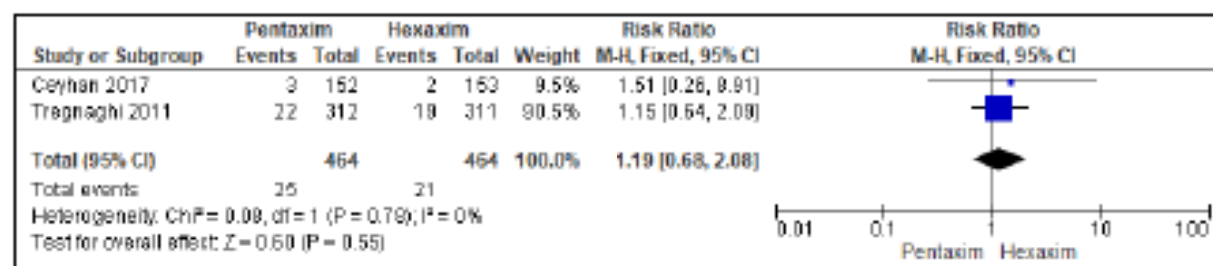 Pentaxim Hexaxim Risk Ratio Risk Ratio
Study or Subgroup Events Total Events Total Weight M-H, Fixed, 95% CI M-H, Fixed, 95% CI
Ceyhan 2017 3 152 2 153 9.5% 1.51 [0.26, 8.91]
Tregnaghi 2011 22 312 19 311 90.5% 1.15 [0.64, 2.09]
Total (95% CI) 464 464 100.0% 1.19 [0.68, 2.08]
Total events 25 21
Heterogeneity: Chi² = 0.08, df = 1 (P = 0.78); I² = 0%
Test for overall effect: Z = 0.60 (P = 0.55)
0.01 0.1 1 10 100
Pentaxim Hexaxim